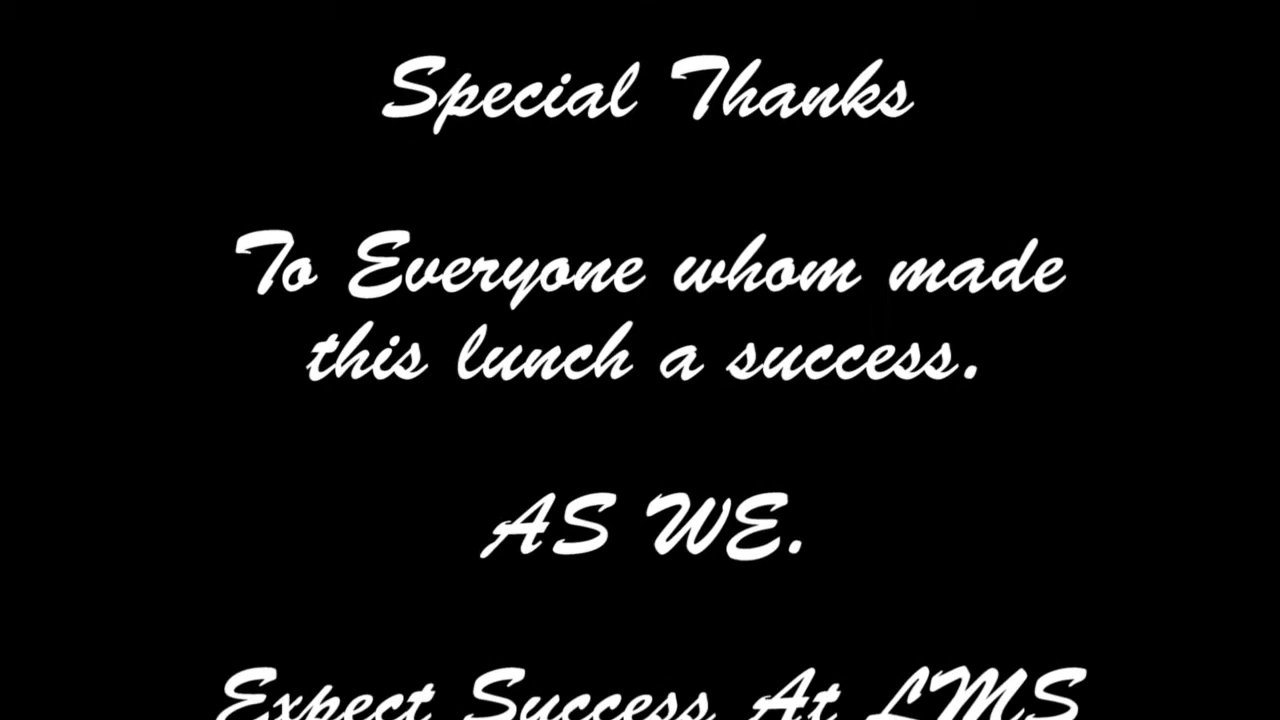 Special Thanks
To Everyone whom made
this lunch a success.
AS WE.
Expect Success At LMS